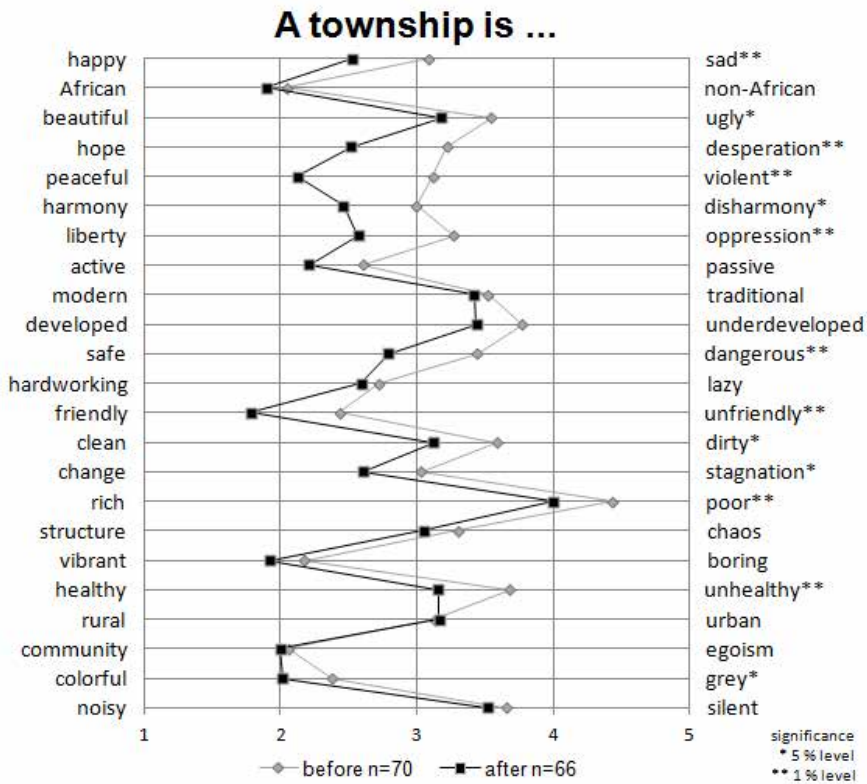 A township is ...
happy sad**
African non-African
beautiful ugly*
hope desperation**
peaceful violent**
harmony disharmony*
liberty oppression**
active passive
modern traditional
developed underdeveloped
safe dangerous**
hardworking lazy
friendly unfriendly**
clean dirty*
change stagnation*
rich poor**
structure chaos
vibrant boring
healthy unhealthy**
rural urban
community egoism
colorful grey*
noisy silent
1 2 3 4 5
before n=70 after n=66
significance
* 5 % level
** 1 % level